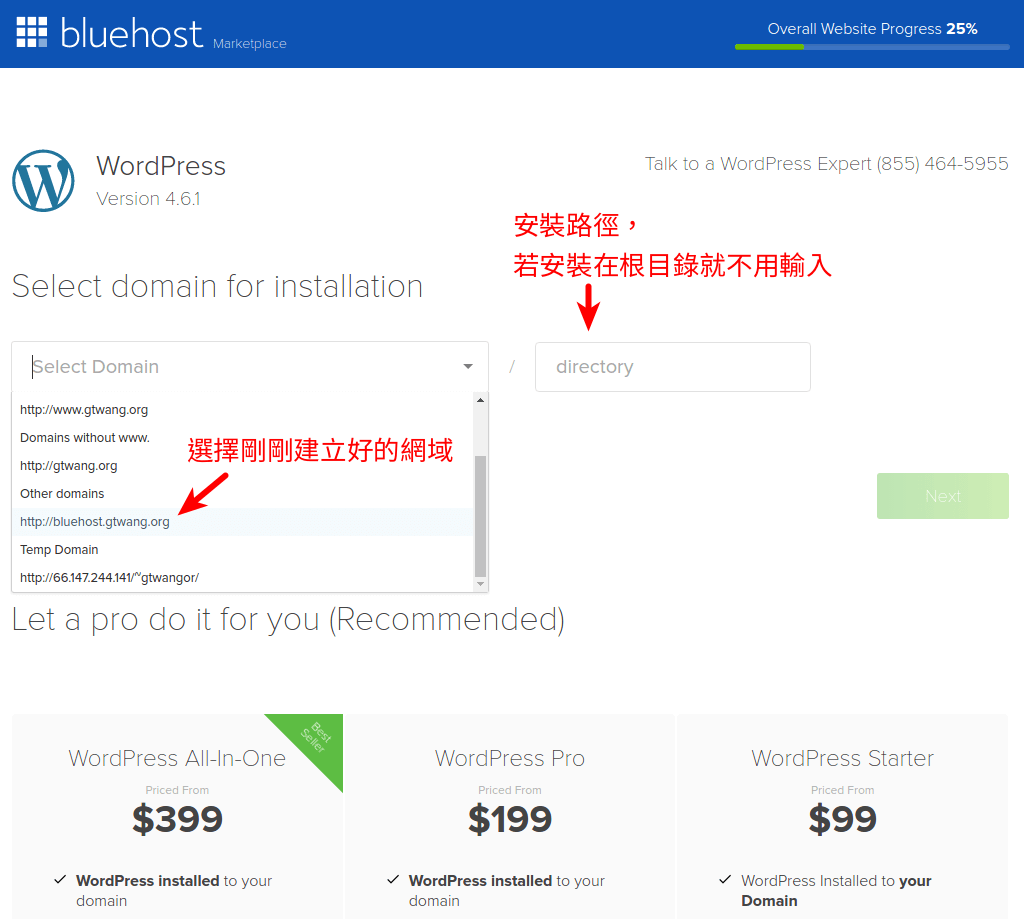 bluehost Marketplace
Overall Website Progress 25%
WordPress
Version 4.6.1
Talk to a WordPress Expert (855) 464-5955
安裝路徑，
若安裝在根目錄就不用輸入
Select domain for installation
Select Domain
/
directory
http://www.gtwang.org
Domains without www.
http://gtwang.org
Other domains
http://bluehost.gtwang.org
Temp Domain
http://66.147.244.141/~gtwangor/
選擇剛剛建立好的網域
Next
Let a pro do it for you (Recommended)
Best
Seller
WordPress All-In-One
Priced From
$399
WordPress installed to your
domain
WordPress Pro
Priced From
$199
WordPress installed to your
domain
WordPress Starter
Priced From
$99
WordPress Installed to your
Domain